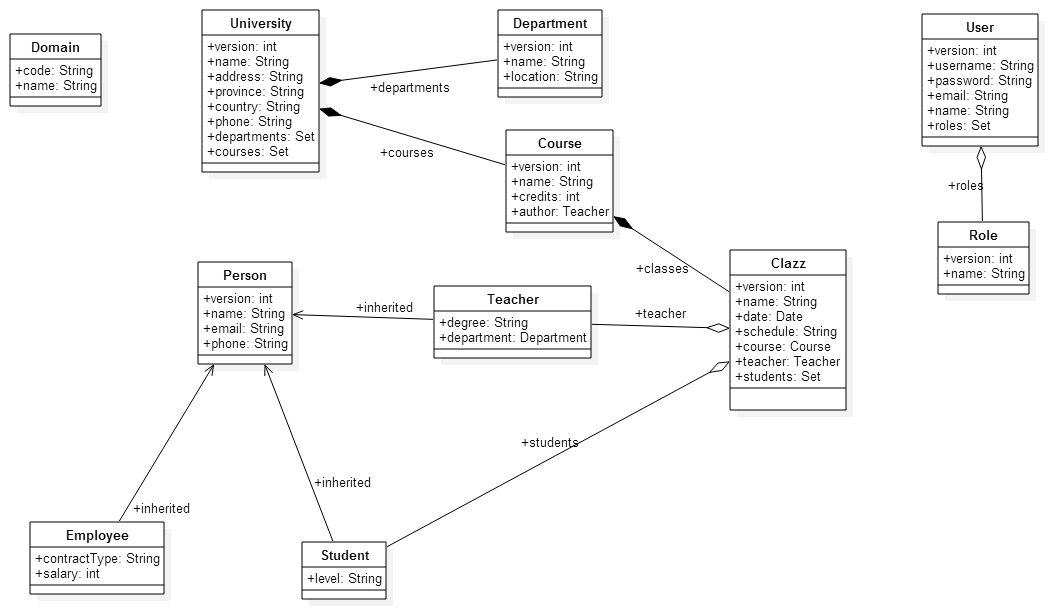 Domain
+code: String
+name: String
University
+version: int
+name: String
+address: String
+province: String
+country: String
+phone: String
+departments: Set
+courses: Set
+departments
+courses
Department
+version: int
+name: String
+location: String
Course
+version: int
+name: String
+credits: int
+author: Teacher
+classes
User
+version: int
+username: String
+password: String
+email: String
+name: String
+roles: Set
+roles
Role
+version: int
+name: String
Person
+version: int
+name: String
+email: String
+phone: String
+inherited
Teacher
+degree: String
+department: Department
+teacher
Clazz
+version: int
+name: String
+date: Date
+schedule: String
+course: Course
+teacher: Teacher
+students: Set
+students
+inherited
+inherited
Employee
+contractType: String
+salary: int
Student
+level: String